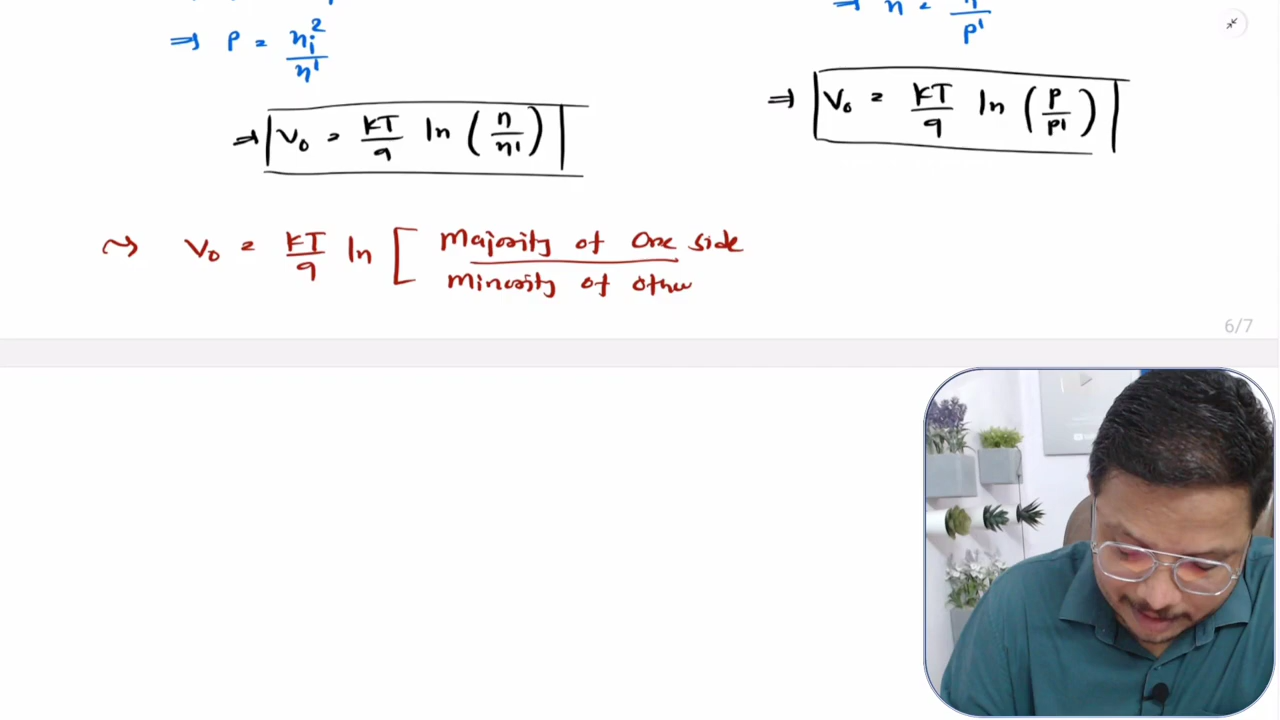 ⇒ P = ni²/n'
⇒ n = /p'
⇒ V₀ = KT/q ln (n/n')
⇒ V₀ = KT/q ln (P/P')
~> V₀ = KT/q ln [ Majority of One side / Minority of other
6/7